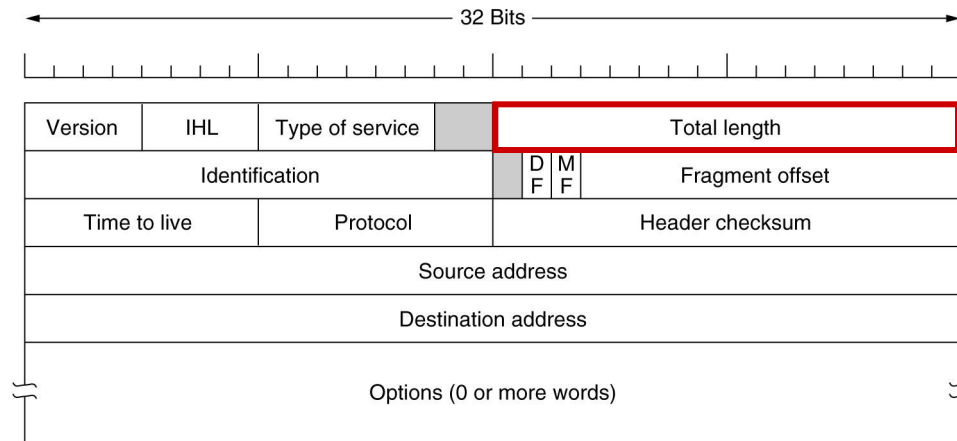 32 Bits
Version IHL Type of service Total length
Identification D F M F Fragment offset
Time to live Protocol Header checksum
Source address
Destination address
Options (0 or more words)